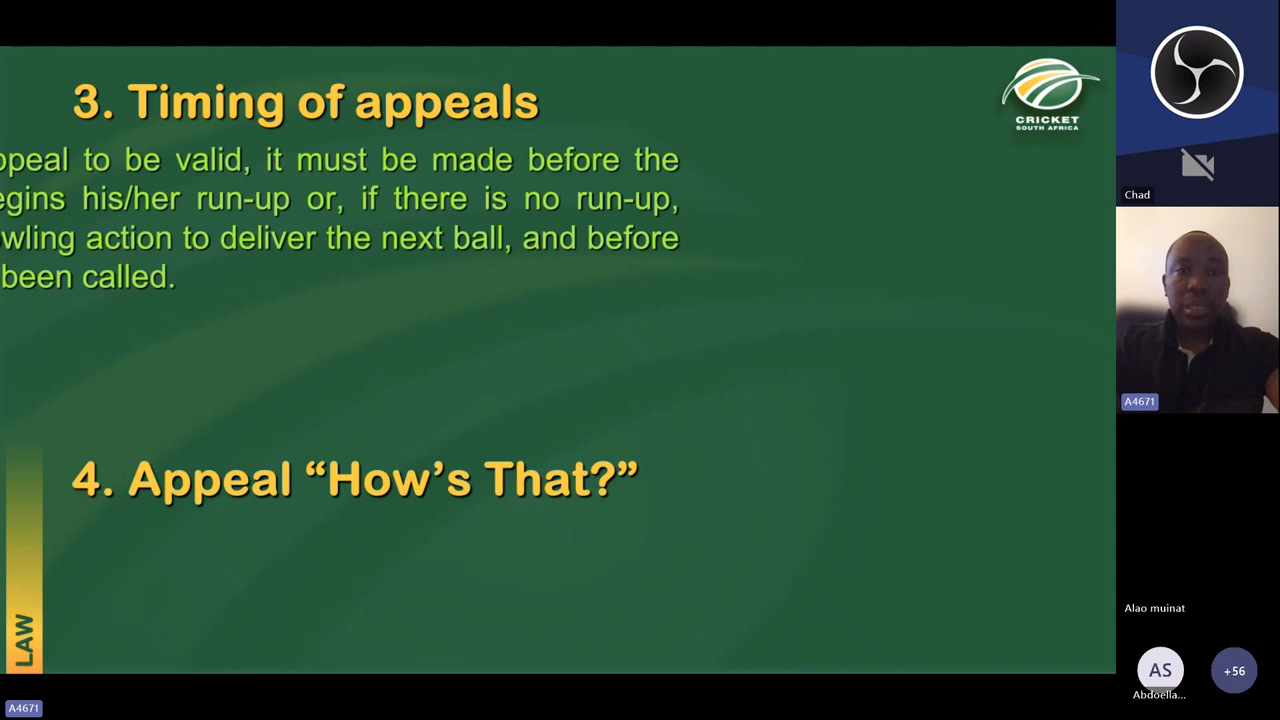 3. Timing of appeals
ppeal to be valid, it must be made before the
egins his/her run-up or, if there is no run-up,
wling action to deliver the next ball, and before
been called.
4. Appeal “How’s That?”
LAW
CRICKET
SOUTH AFRICA
A4671
Chad
A4671
Alao muinat
AS
Abdoella...
+56